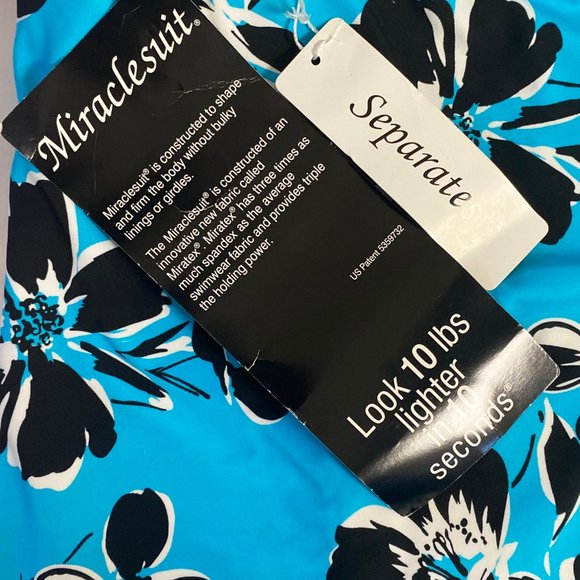 Miraclesuit®
Miraclesuit® is constructed to shape
and firm the body without bulky
linings or girdles.
The Miraclesuit® is constructed of an
innovative new fabric called
Miratex®. Miratex® has three times as
much spandex as the average
swimwear fabric and provides triple
the holding power.
US Patent 5359732
Look 10 lbs
lighter
in 10
seconds®
Separate